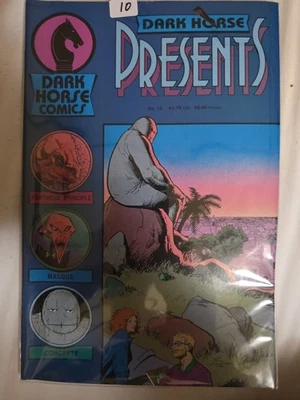 10
DARK HORSE
PRESENTS
DARK
HORSE
COMICS
MASQUE
CONCRETE